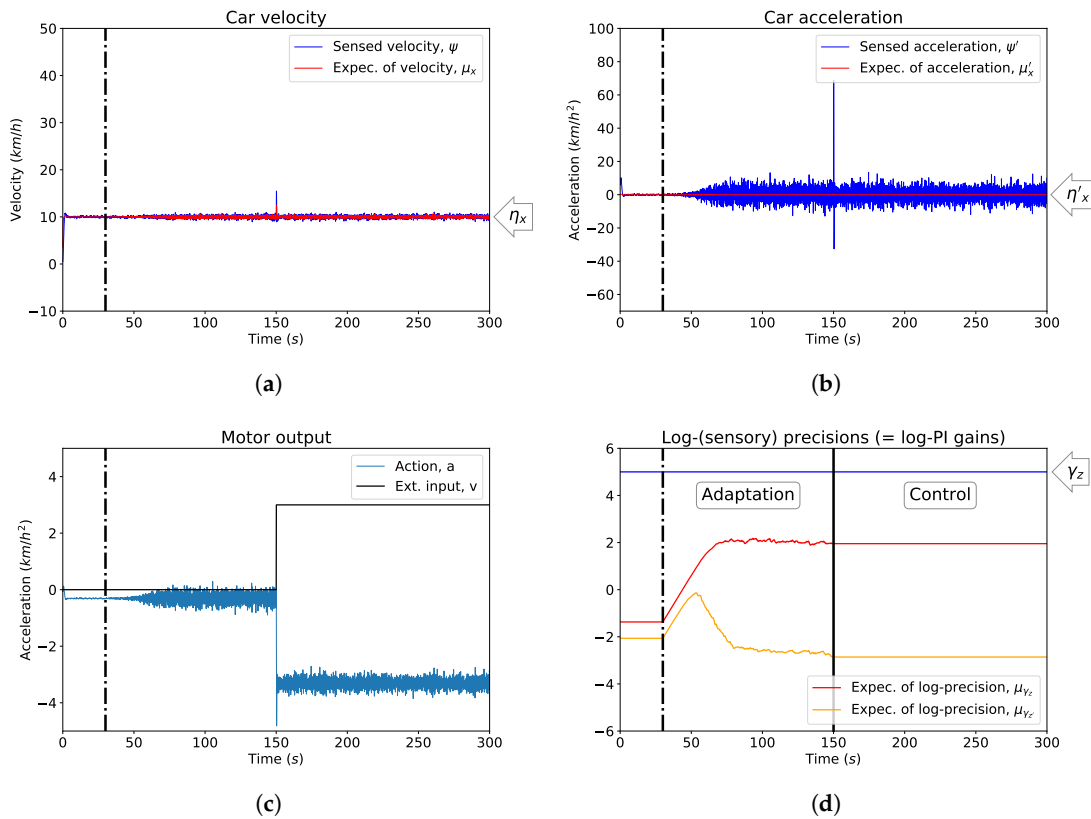 Car velocity
50
40
30
20
10
0
−10
Velocity (km/h)
Sensed velocity, ψ
Expec. of velocity, μₓ
ηₓ
0 50 100 150 200 250 300
Time (s)
(a)
Car acceleration
100
80
60
40
20
0
−20
−40
−60
Acceleration (km/h²)
Sensed acceleration, ψ′
Expec. of acceleration, μ′ₓ
η′ₓ
0 50 100 150 200 250 300
Time (s)
(b)
Motor output
4
2
0
−2
−4
Acceleration (km/h²)
Action, a
Ext. input, v
0 50 100 150 200 250 300
Time (s)
(c)
Log-(sensory) precisions (= log-PI gains)
6
4
2
0
−2
−4
−6
Adaptation
Control
γ_z
Expec. of log-precision, μ_γ_z
Expec. of log-precision, μ_γ_z′
0 50 100 150 200 250 300
Time (s)
(d)